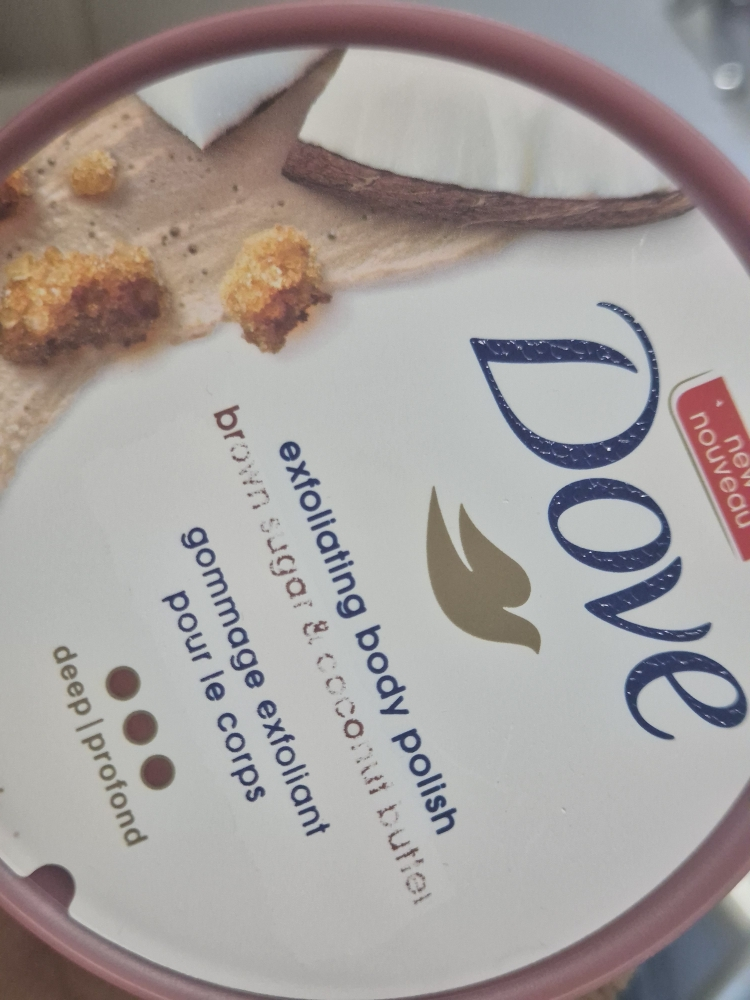 new
nouveau
Dove
exfoliating body polish
brown sugar & coconut butter
gommage exfoliant
pour le corps
deep|profond